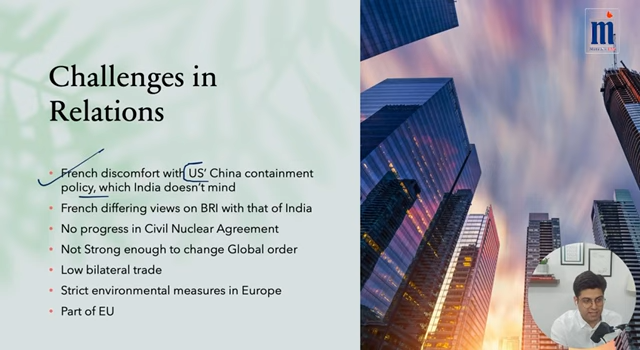 Challenges in
Relations
• French discomfort with US' China containment
policy, which India doesn't mind
• French differing views on BRI with that of India
• No progress in Civil Nuclear Agreement
• Not Strong enough to change Global order
• Low bilateral trade
• Strict environmental measures in Europe
• Part of EU
m